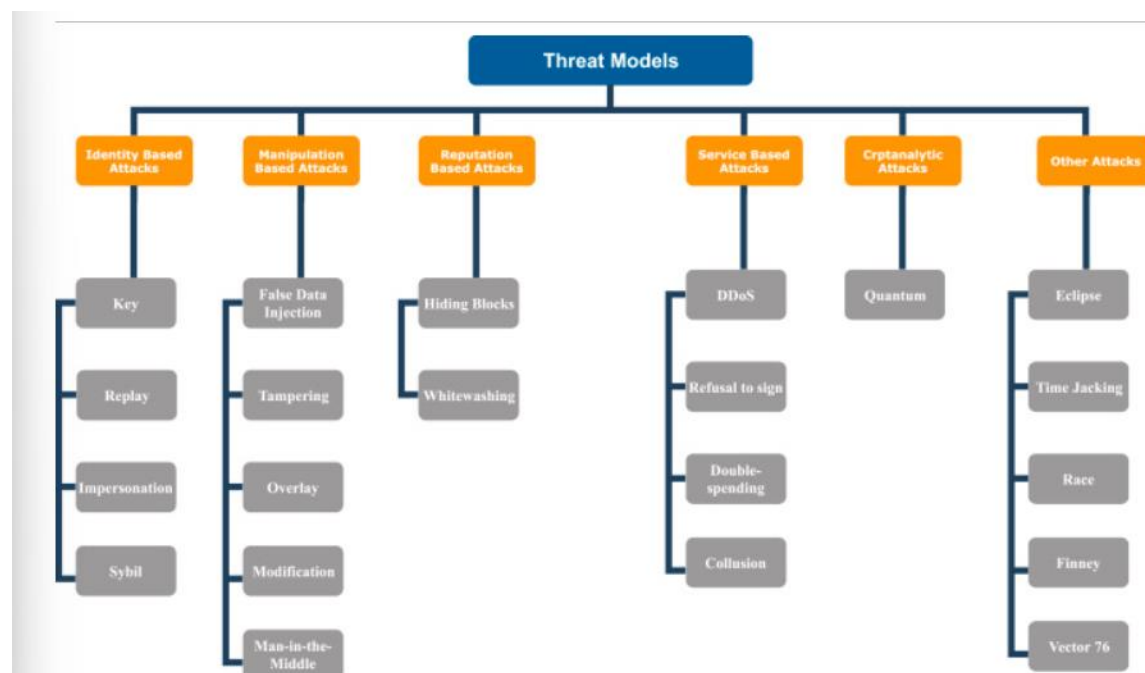 Threat Models
Identity Based
Attacks
Manipulation
Based Attacks
Reputation
Based Attacks
Service Based
Attacks
Crptanalytic
Attacks
Other Attacks
Key
False Data
Injection
Hiding Blocks
DDoS
Quantum
Eclipse
Replay
Tampering
Whitewashing
Refusal to sign
Time Jacking
Impersonation
Overlay
Double-
spending
Race
Sybil
Modification
Collusion
Finney
Man-in-the-
Middle
Vector 76